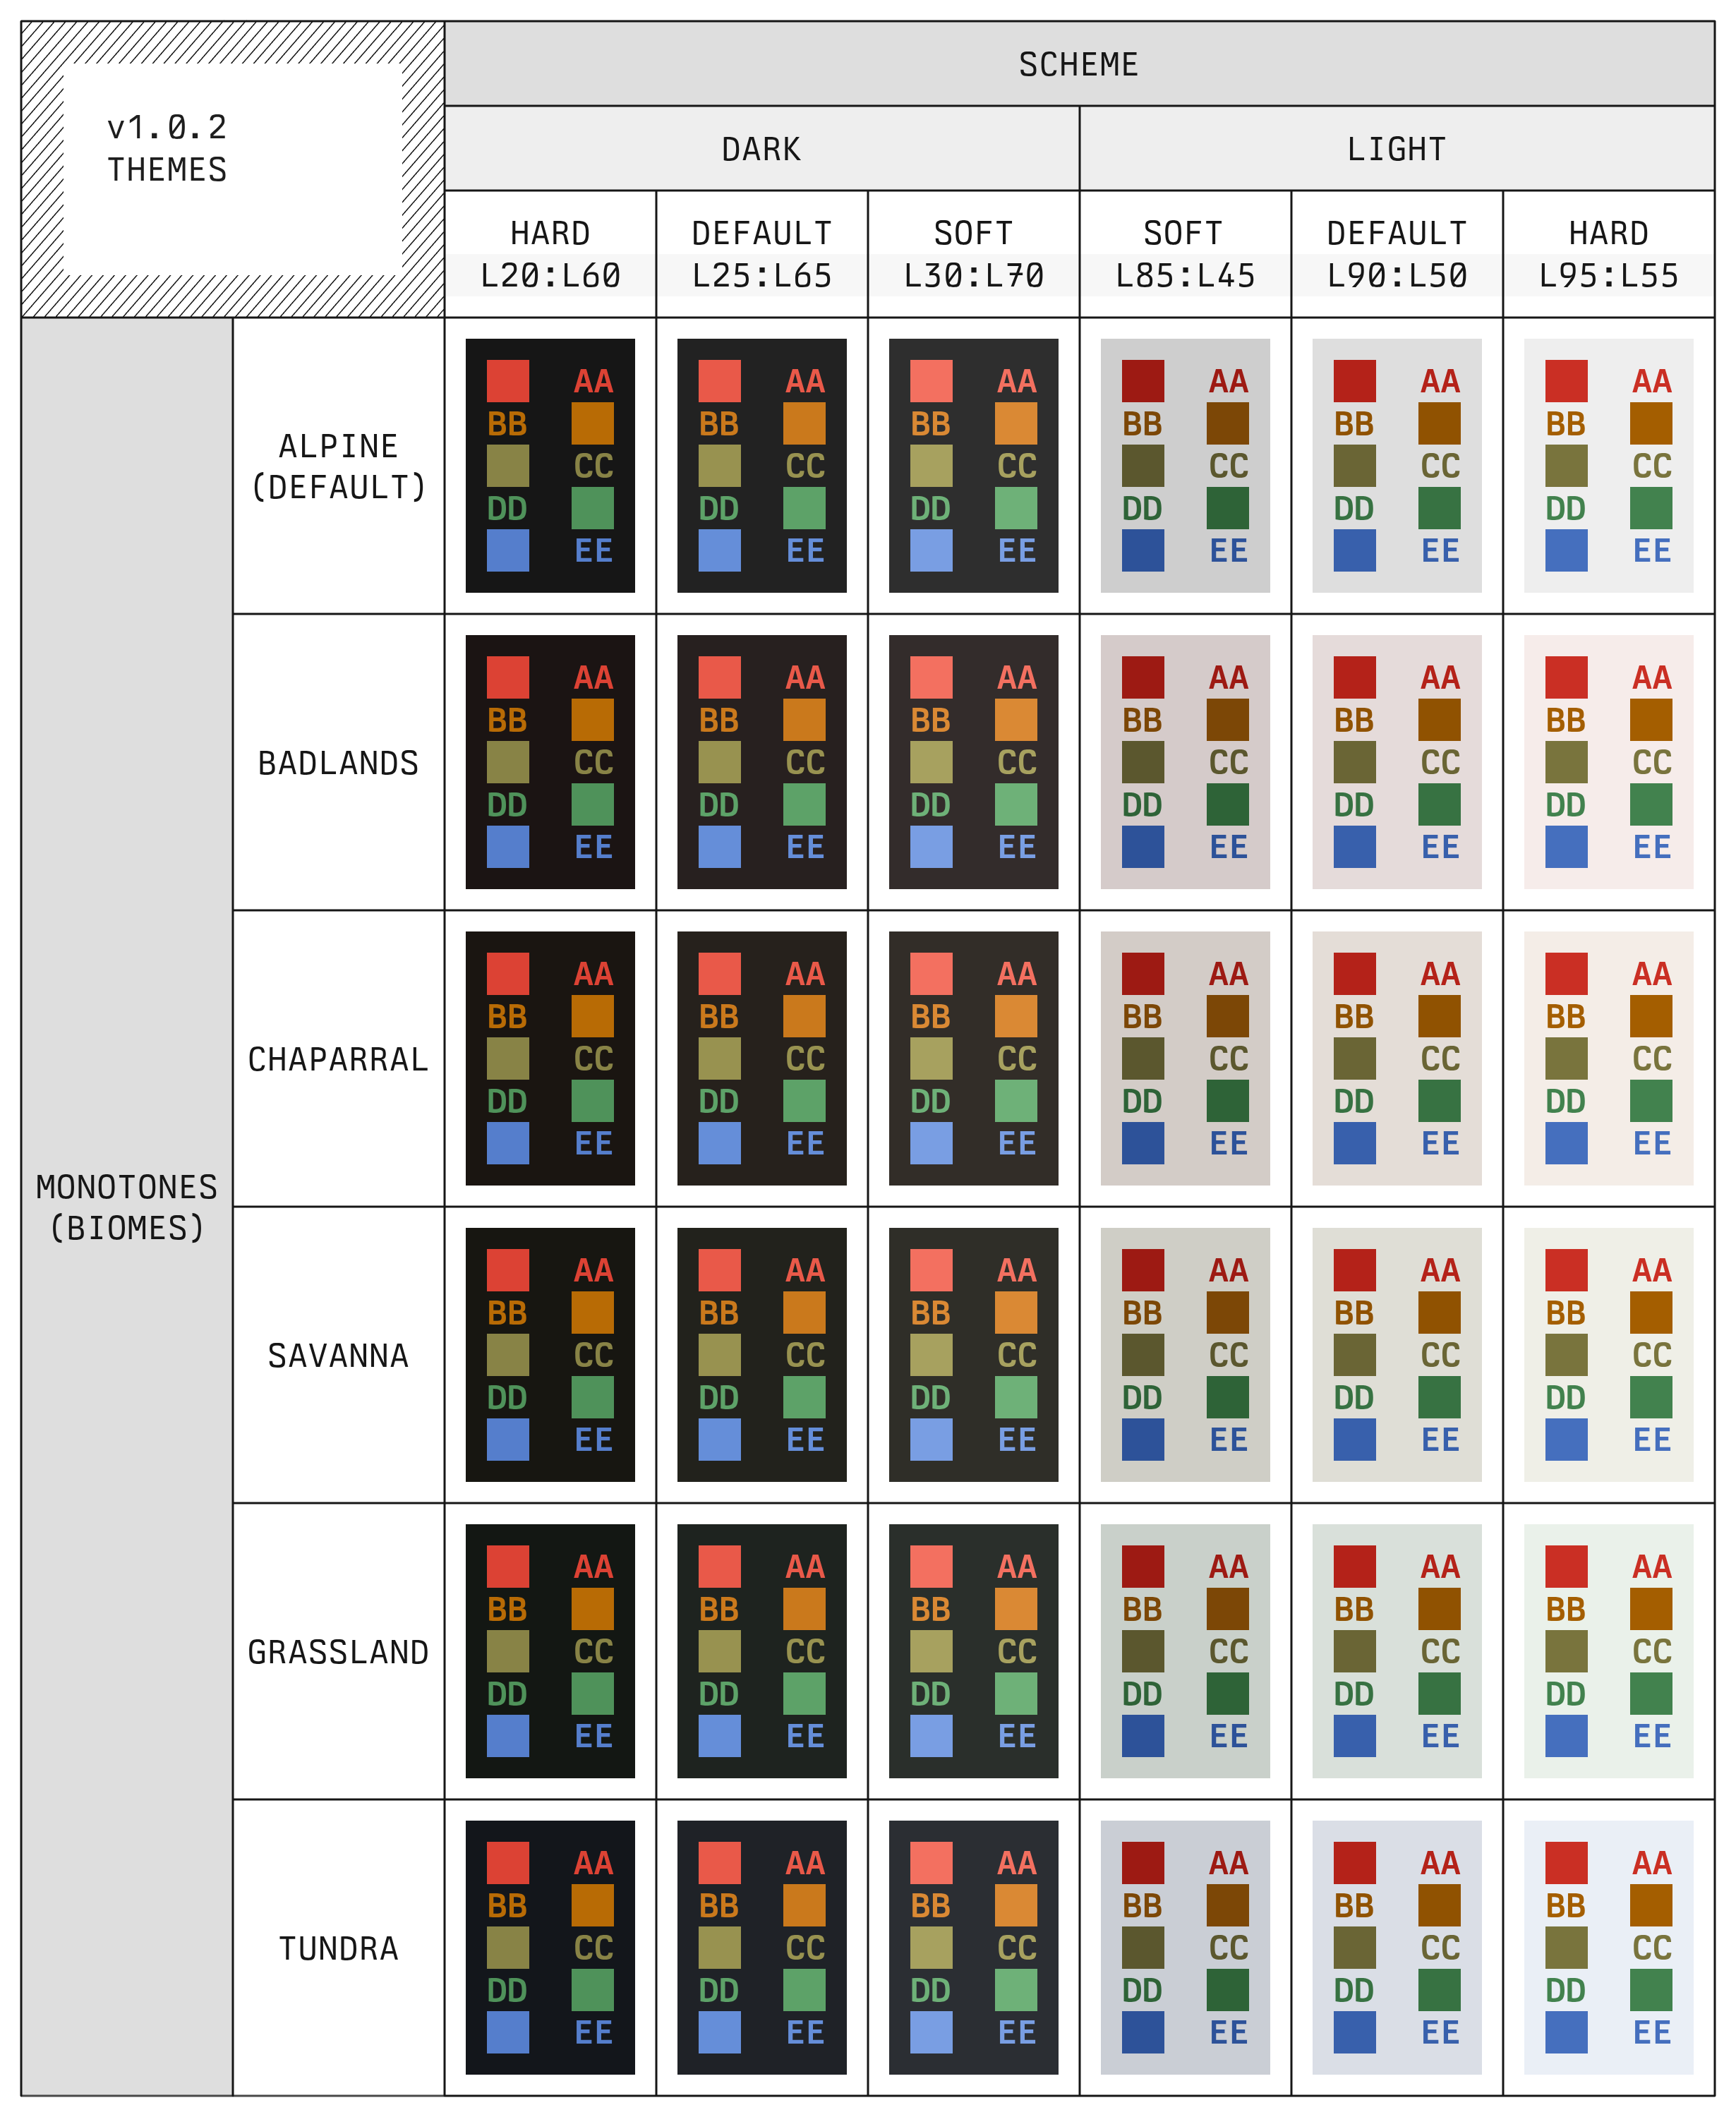 v1.0.2
THEMES
SCHEME
DARK
LIGHT
HARD
L20:L60
DEFAULT
L25:L65
SOFT
L30:L70
SOFT
L85:L45
DEFAULT
L90:L50
HARD
L95:L55
MONOTONES
(BIOMES)
ALPINE
(DEFAULT)
AA AA AA AA AA AA
BB BB BB BB BB BB
CC CC CC CC CC CC
DD DD DD DD DD DD
EE EE EE EE EE EE
BADLANDS
AA AA AA AA AA AA
BB BB BB BB BB BB
CC CC CC CC CC CC
DD DD DD DD DD DD
EE EE EE EE EE EE
CHAPARRAL
AA AA AA AA AA AA
BB BB BB BB BB BB
CC CC CC CC CC CC
DD DD DD DD DD DD
EE EE EE EE EE EE
SAVANNA
AA AA AA AA AA AA
BB BB BB BB BB BB
CC CC CC CC CC CC
DD DD DD DD DD DD
EE EE EE EE EE EE
GRASSLAND
AA AA AA AA AA AA
BB BB BB BB BB BB
CC CC CC CC CC CC
DD DD DD DD DD DD
EE EE EE EE EE EE
TUNDRA
AA AA AA AA AA AA
BB BB BB BB BB BB
CC CC CC CC CC CC
DD DD DD DD DD DD
EE EE EE EE EE EE